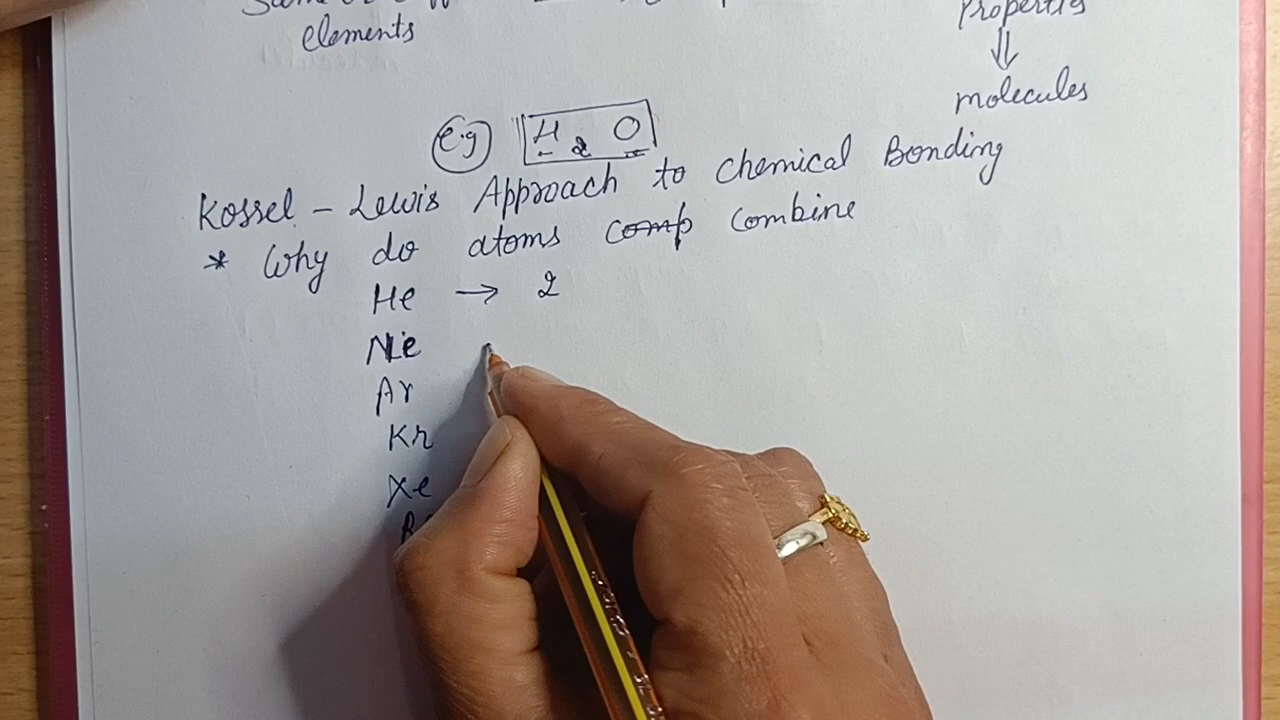 elements
Properties
⇓
molecules
e.g H2O
Kossel - Lewis Approach to Chemical Bonding
* Why do atoms comp combine
He → 2
Ne
Ar
Kr
Xe